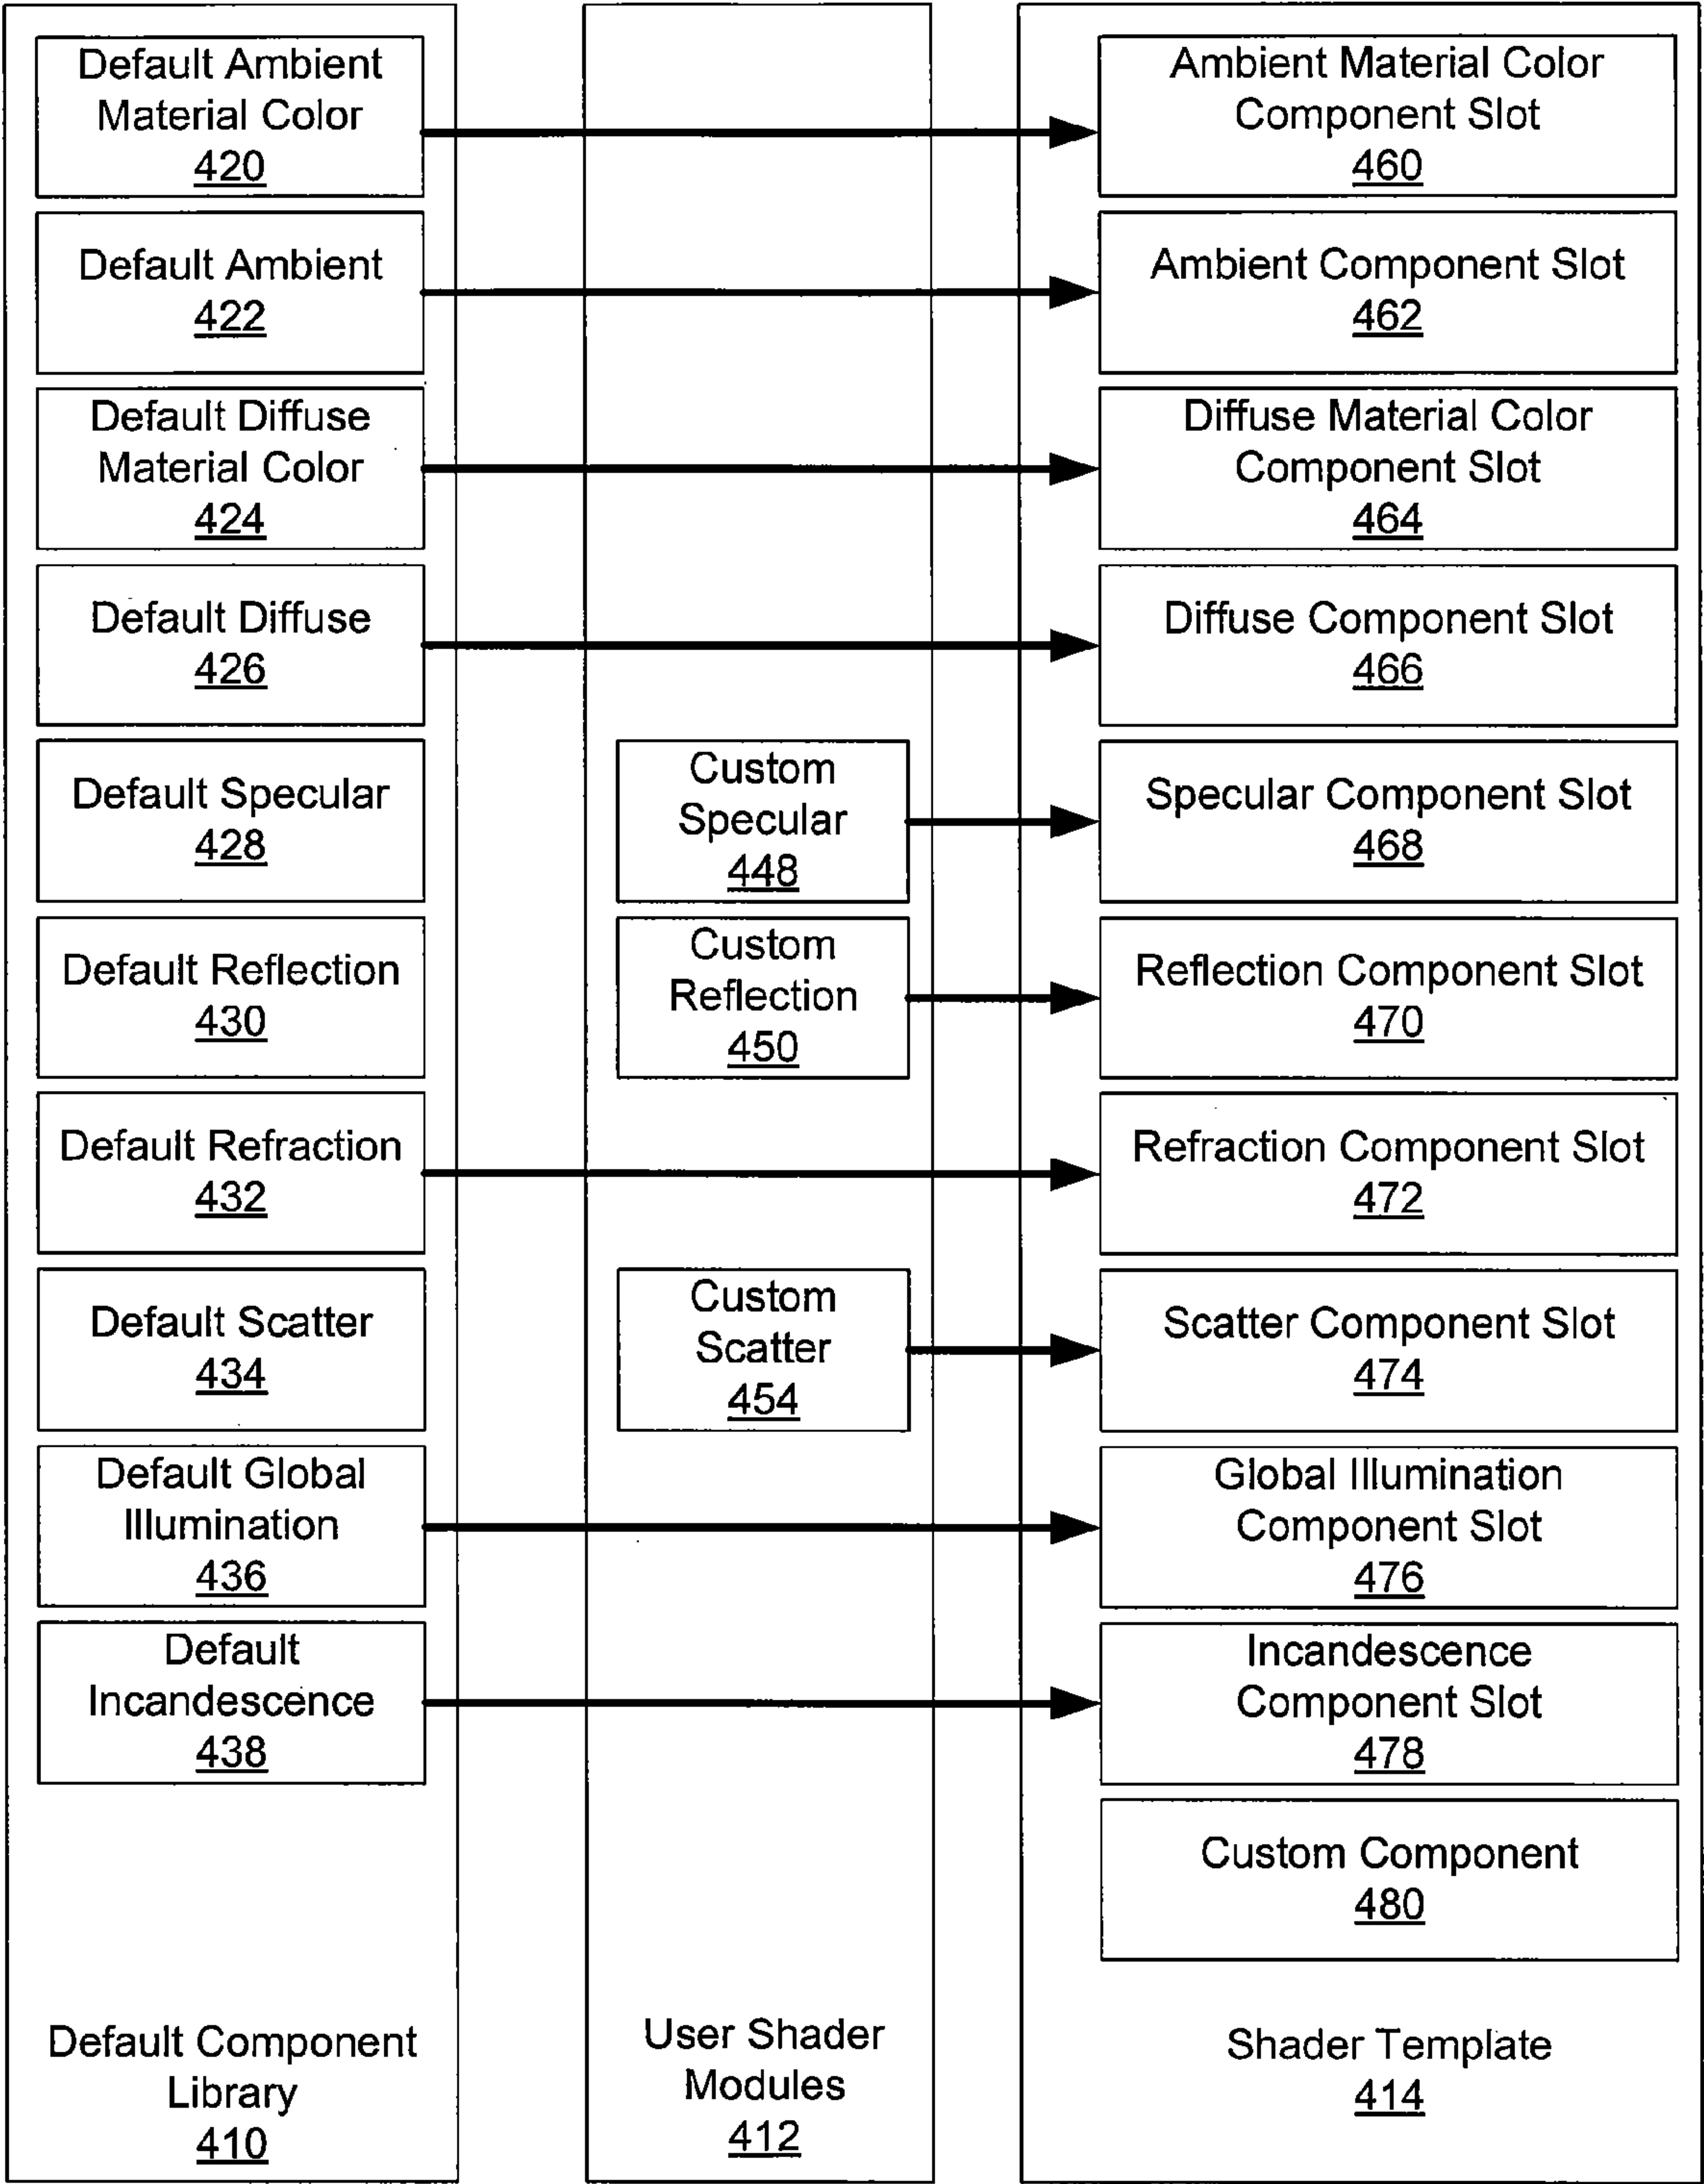 Default Ambient
Material Color
420
Default Ambient
422
Default Diffuse
Material Color
424
Default Diffuse
426
Default Specular
428
Default Reflection
430
Default Refraction
432
Default Scatter
434
Default Global
Illumination
436
Default
Incandescence
438
Default Component
Library
410
Custom
Specular
448
Custom
Reflection
450
Custom
Scatter
454
User Shader
Modules
412
Ambient Material Color
Component Slot
460
Ambient Component Slot
462
Diffuse Material Color
Component Slot
464
Diffuse Component Slot
466
Specular Component Slot
468
Reflection Component Slot
470
Refraction Component Slot
472
Scatter Component Slot
474
Global Illumination
Component Slot
476
Incandescence
Component Slot
478
Custom Component
480
Shader Template
414